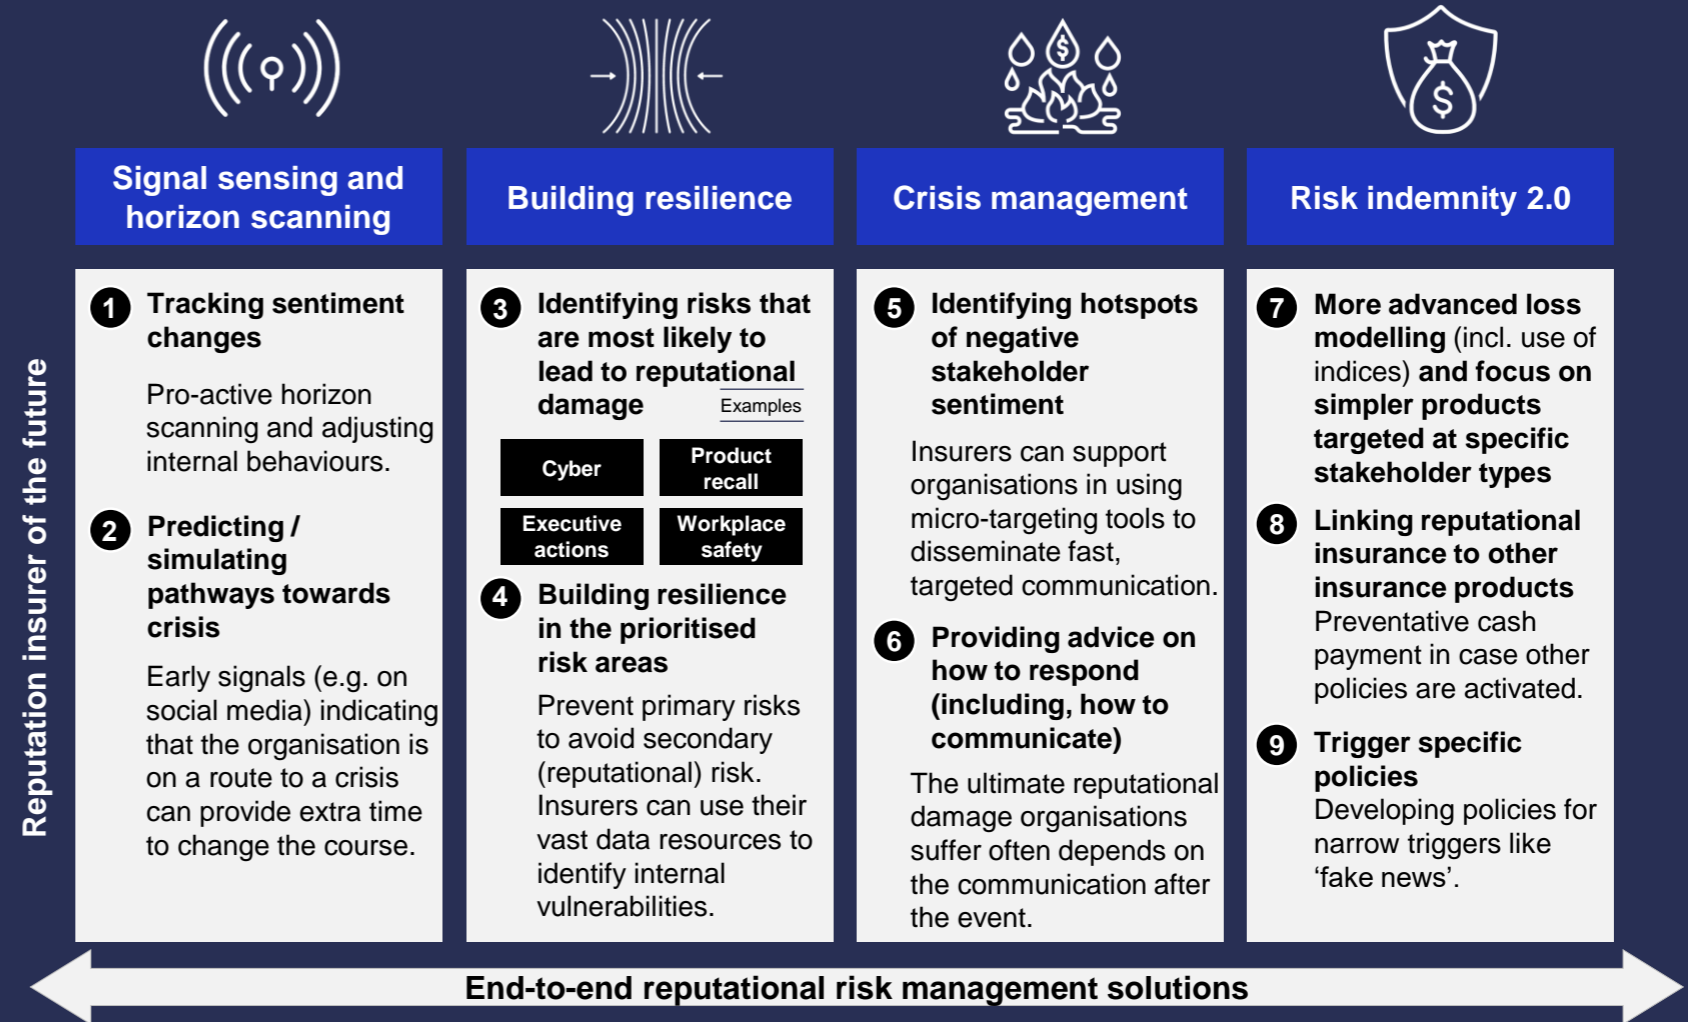 Signal sensing and
horizon scanning
Building resilience
Crisis management
Risk indemnity 2.0
Reputation insurer of the future
1 Tracking sentiment
changes
Pro-active horizon
scanning and adjusting
internal behaviours.
2 Predicting /
simulating
pathways towards
crisis
Early signals (e.g. on
social media) indicating
that the organisation is
on a route to a crisis
can provide extra time
to change the course.
3 Identifying risks that
are most likely to
lead to reputational
damage
Examples
Cyber
Product
recall
Executive
actions
Workplace
safety
4 Building resilience
in the prioritised
risk areas
Prevent primary risks
to avoid secondary
(reputational) risk.
Insurers can use their
vast data resources to
identify internal
vulnerabilities.
5 Identifying hotspots
of negative
stakeholder
sentiment
Insurers can support
organisations in using
micro-targeting tools to
disseminate fast,
targeted communication.
6 Providing advice on
how to respond
(including, how to
communicate)
The ultimate reputational
damage organisations
suffer often depends on
the communication after
the event.
7 More advanced loss
modelling (incl. use of
indices) and focus on
simpler products
targeted at specific
stakeholder types
8 Linking reputational
insurance to other
insurance products
Preventative cash
payment in case other
policies are activated.
9 Trigger specific
policies
Developing policies for
narrow triggers like
‘fake news’.
End-to-end reputational risk management solutions